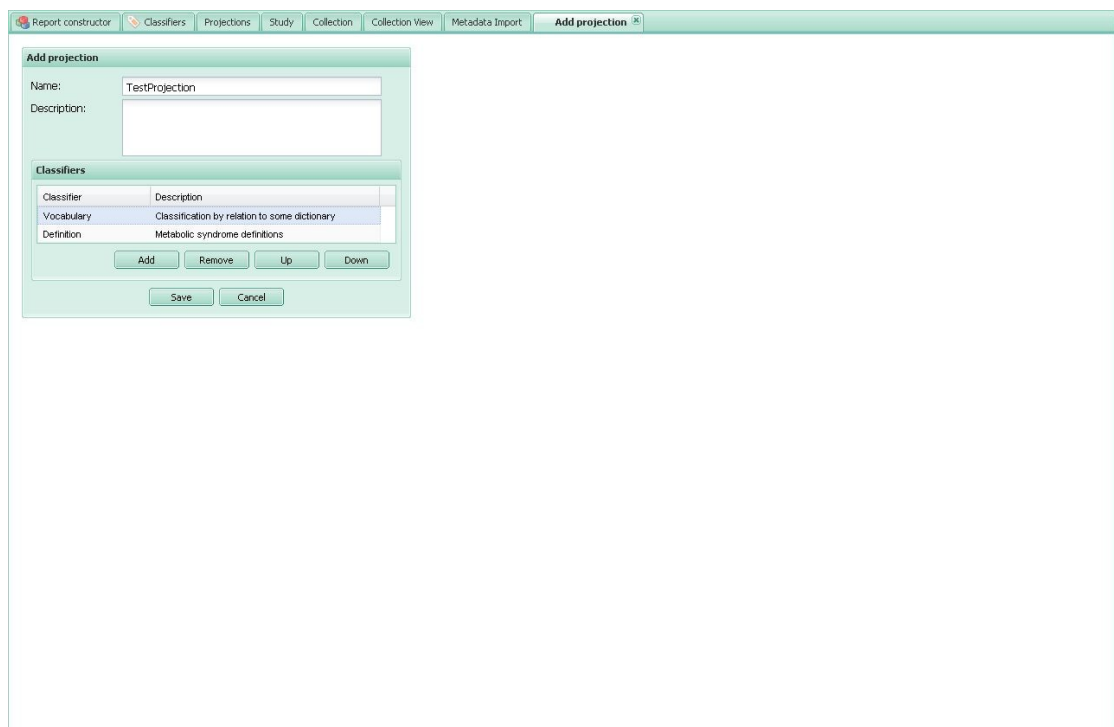 Report constructor Classifiers Projections Study Collection Collection View Metadata Import Add projection
Add projection
Name: TestProjection
Description:
Classifiers
Classifier Description
Vocabulary Classification by relation to some dictionary
Definition Metabolic syndrome definitions
Add Remove Up Down
Save Cancel